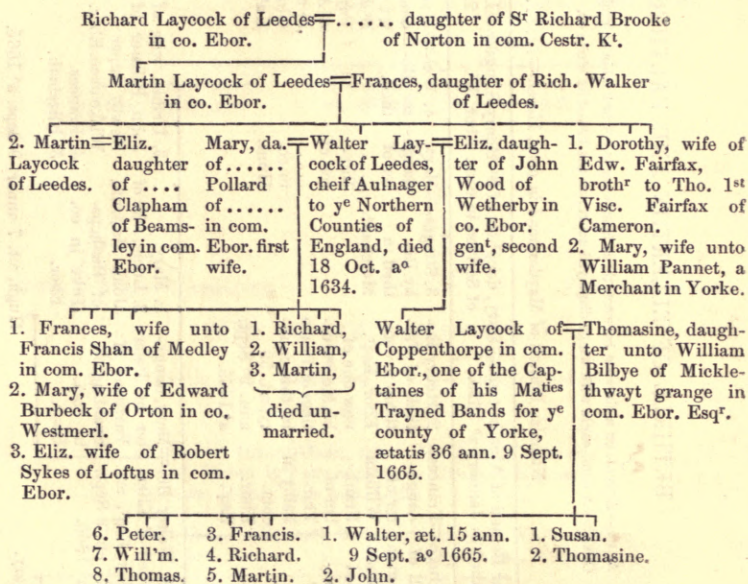 Richard Laycock of Leedes
in co. Ebor.
...... daughter of Sʳ Richard Brooke
of Norton in com. Cestr. Kᵗ.
Martin Laycock of Leedes
in co. Ebor.
Frances, daughter of Rich. Walker
of Leedes.
2. Martin
Laycock
of Leedes.
Eliz.
daughter
of ....
Clapham
of Beams-
ley in com.
Ebor.
Mary, da.
of......
Pollard
of......
in com.
Ebor. first
wife.
Walter Lay-
cock of Leedes,
cheif Aulnager
to yᵉ Northern
Counties of
England, died
18 Oct. aᵒ
1634.
Eliz. daugh-
ter of John
Wood of
Wetherby in
co. Ebor.
genᵗ, second
wife.
1. Dorothy, wife of
Edw. Fairfax,
brothʳ to Tho. 1ˢᵗ
Visc. Fairfax of
Cameron.
2. Mary, wife unto
William Pannet, a
Merchant in Yorke.
1. Frances, wife unto
Francis Shan of Medley
in com. Ebor.
2. Mary, wife of Edward
Burbeck of Orton in co.
Westmerl.
3. Eliz. wife of Robert
Sykes of Loftus in com.
Ebor.
1. Richard,
2. William,
3. Martin,
died un-
married.
Walter Laycock of
Coppenthorpe in com.
Ebor., one of the Cap-
taines of his Maᵗⁱᵉˢ
Trayned Bands for yᵉ
county of Yorke,
ætatis 36 ann. 9 Sept.
1665.
Thomasine, daugh-
ter unto William
Bilbye of Mickle-
thwayt grange in
com. Ebor. Esqʳ.
6. Peter.
7. Will'm.
8. Thomas.
3. Francis.
4. Richard.
5. Martin.
1. Walter, æt. 15 ann.
9 Sept. aᵒ 1665.
2. John.
1. Susan.
2. Thomasine.